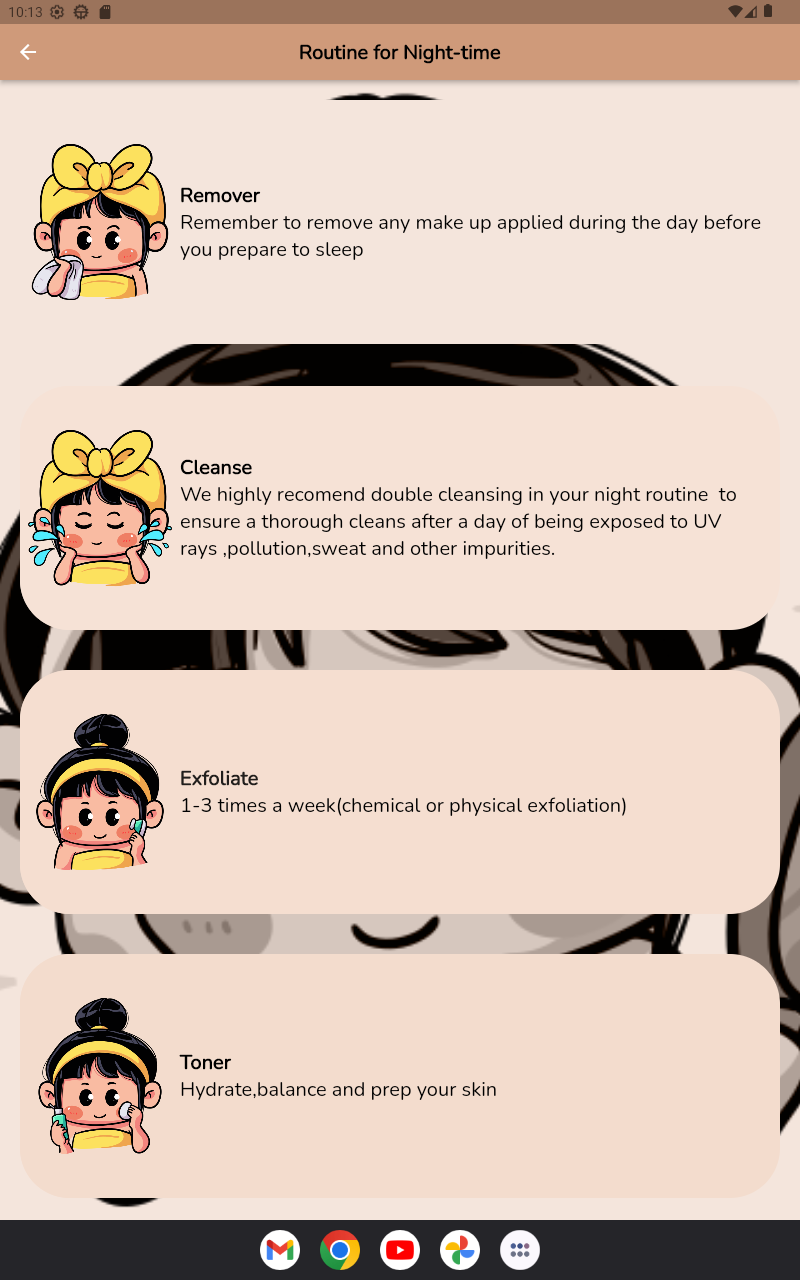 10:13
Routine for Night-time
Remover
Remember to remove any make up applied during the day before
you prepare to sleep
Cleanse
We highly recomend double cleansing in your night routine  to
ensure a thorough cleans after a day of being exposed to UV
rays ,pollution,sweat and other impurities.
Exfoliate
1-3 times a week(chemical or physical exfoliation)
Toner
Hydrate,balance and prep your skin